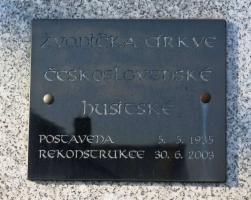 ZVONIČKA CÍRKVE
ČESKOSLOVENSKÉ
HUSITSKÉ
POSTAVENA 5. 5. 1935
REKONSTRUKCE 30. 6. 2003